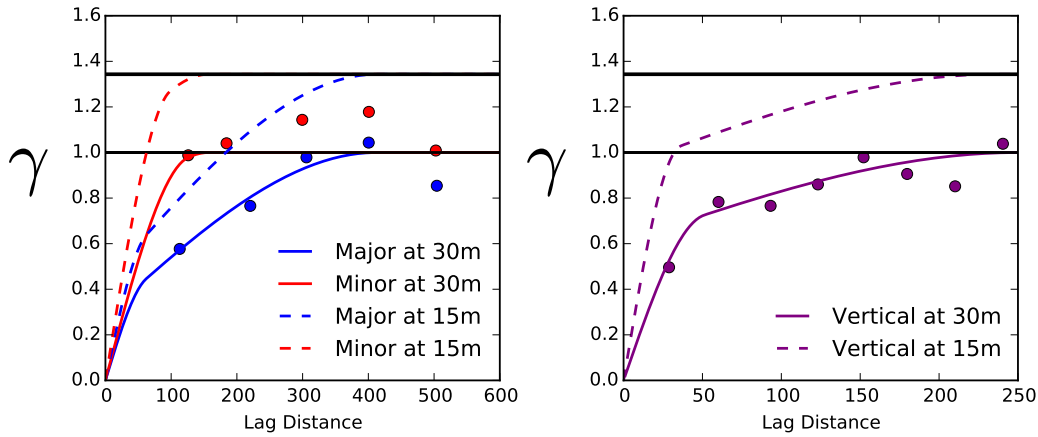 1.6
1.4
1.2
1.0
0.8
0.6
0.4
0.2
0.0
γ
0 100 200 300 400 500 600
Lag Distance
Major at 30m
Minor at 30m
Major at 15m
Minor at 15m
1.6
1.4
1.2
1.0
0.8
0.6
0.4
0.2
0.0
γ
0 50 100 150 200 250
Lag Distance
Vertical at 30m
Vertical at 15m